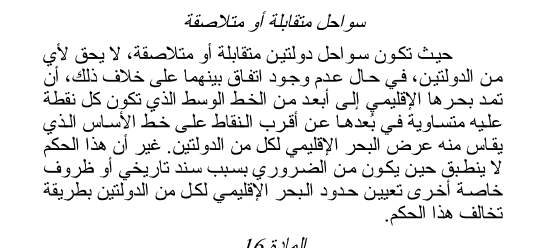 سواحل متقابلة أو متلاصقة
حيث تكون سواحل دولتين متقابلة أو متلاصقة، لا يحق لأي
من الدولتين، في حال عدم وجود اتفاق بينهما على خلاف ذلك، أن
تمد بحرها الإقليمي إلى أبعد من الخط الوسط الذي تكون كل نقطة
عليه متساوية في بُعدها عن أقرب النقاط على خط الأساس الذي
يقاس منه عرض البحر الإقليمي لكل من الدولتين. غير أن هذا الحكم
لا ينطبق حين يكون من الضروري بسبب سند تاريخي أو ظروف
خاصة أخرى تعيين حدود البحر الإقليمي لكل من الدولتين بطريقة
تخالف هذا الحكم.
المادة 16